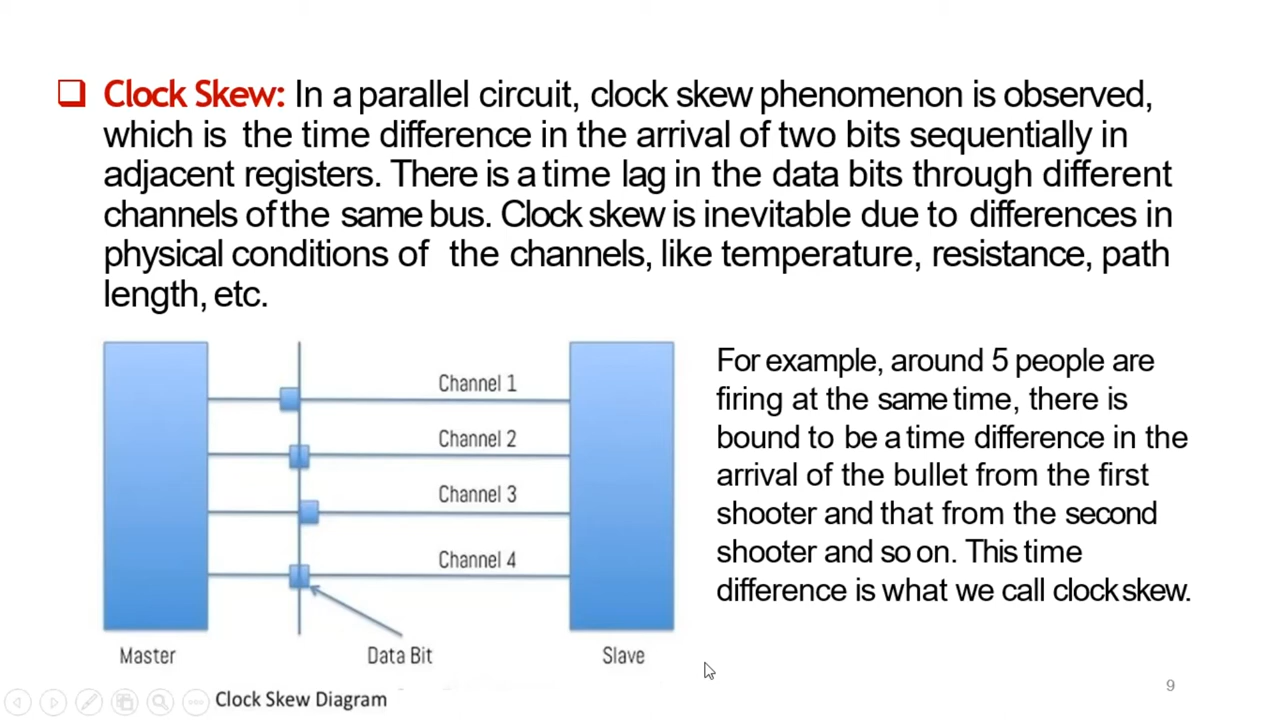 Clock Skew: In a parallel circuit, clock skew phenomenon is observed,
which is the time difference in the arrival of two bits sequentially in
adjacent registers. There is a time lag in the data bits through different
channels of the same bus. Clock skew is inevitable due to differences in
physical conditions of the channels, like temperature, resistance, path
length, etc.
Channel 1
Channel 2
Channel 3
Channel 4
Master
Data Bit
Slave
Clock Skew Diagram
For example, around 5 people are
firing at the same time, there is
bound to be a time difference in the
arrival of the bullet from the first
shooter and that from the second
shooter and so on. This time
difference is what we call clock skew.
9